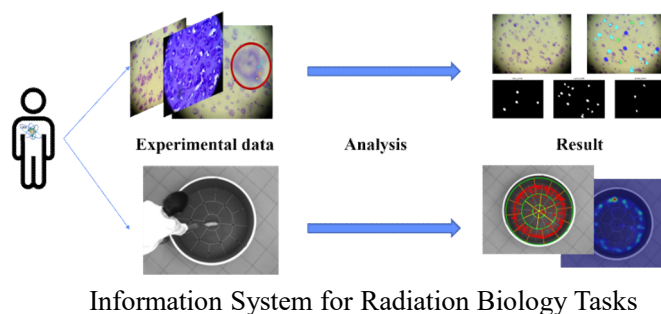 Experimental data Analysis Result
Information System for Radiation Biology Tasks